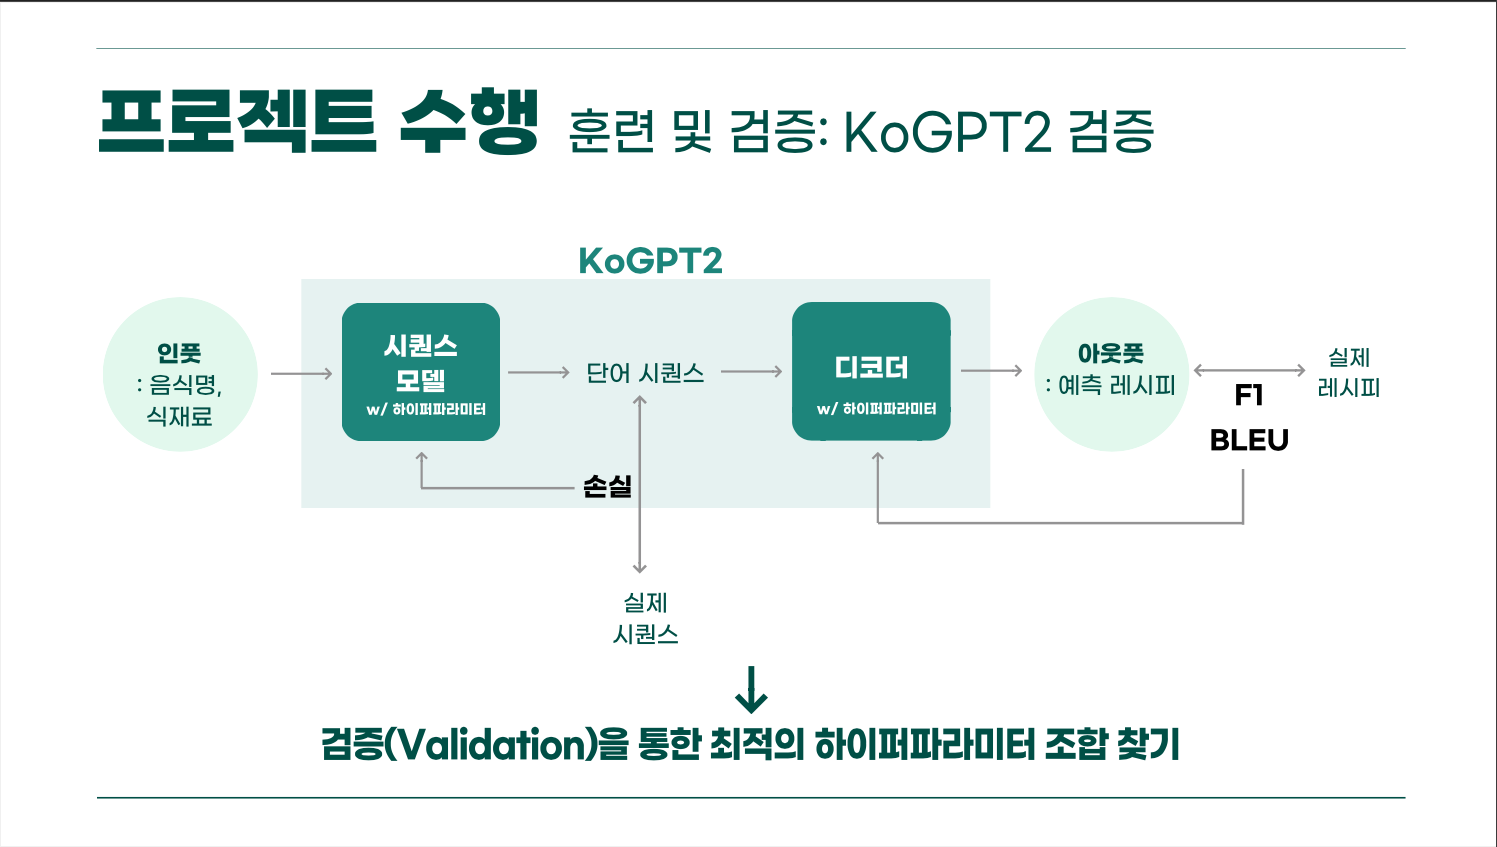 프로젝트 수행 훈련 및 검증: KoGPT2 검증
KoGPT2
인풋
: 음식명,
식재료
시퀀스
모델
w/ 하이퍼파라미터
단어 시퀀스
디코더
w/ 하이퍼파라미터
아웃풋
: 예측 레시피
F1
BLEU
실제
레시피
손실
실제
시퀀스
검증(Validation)을 통한 최적의 하이퍼파라미터 조합 찾기